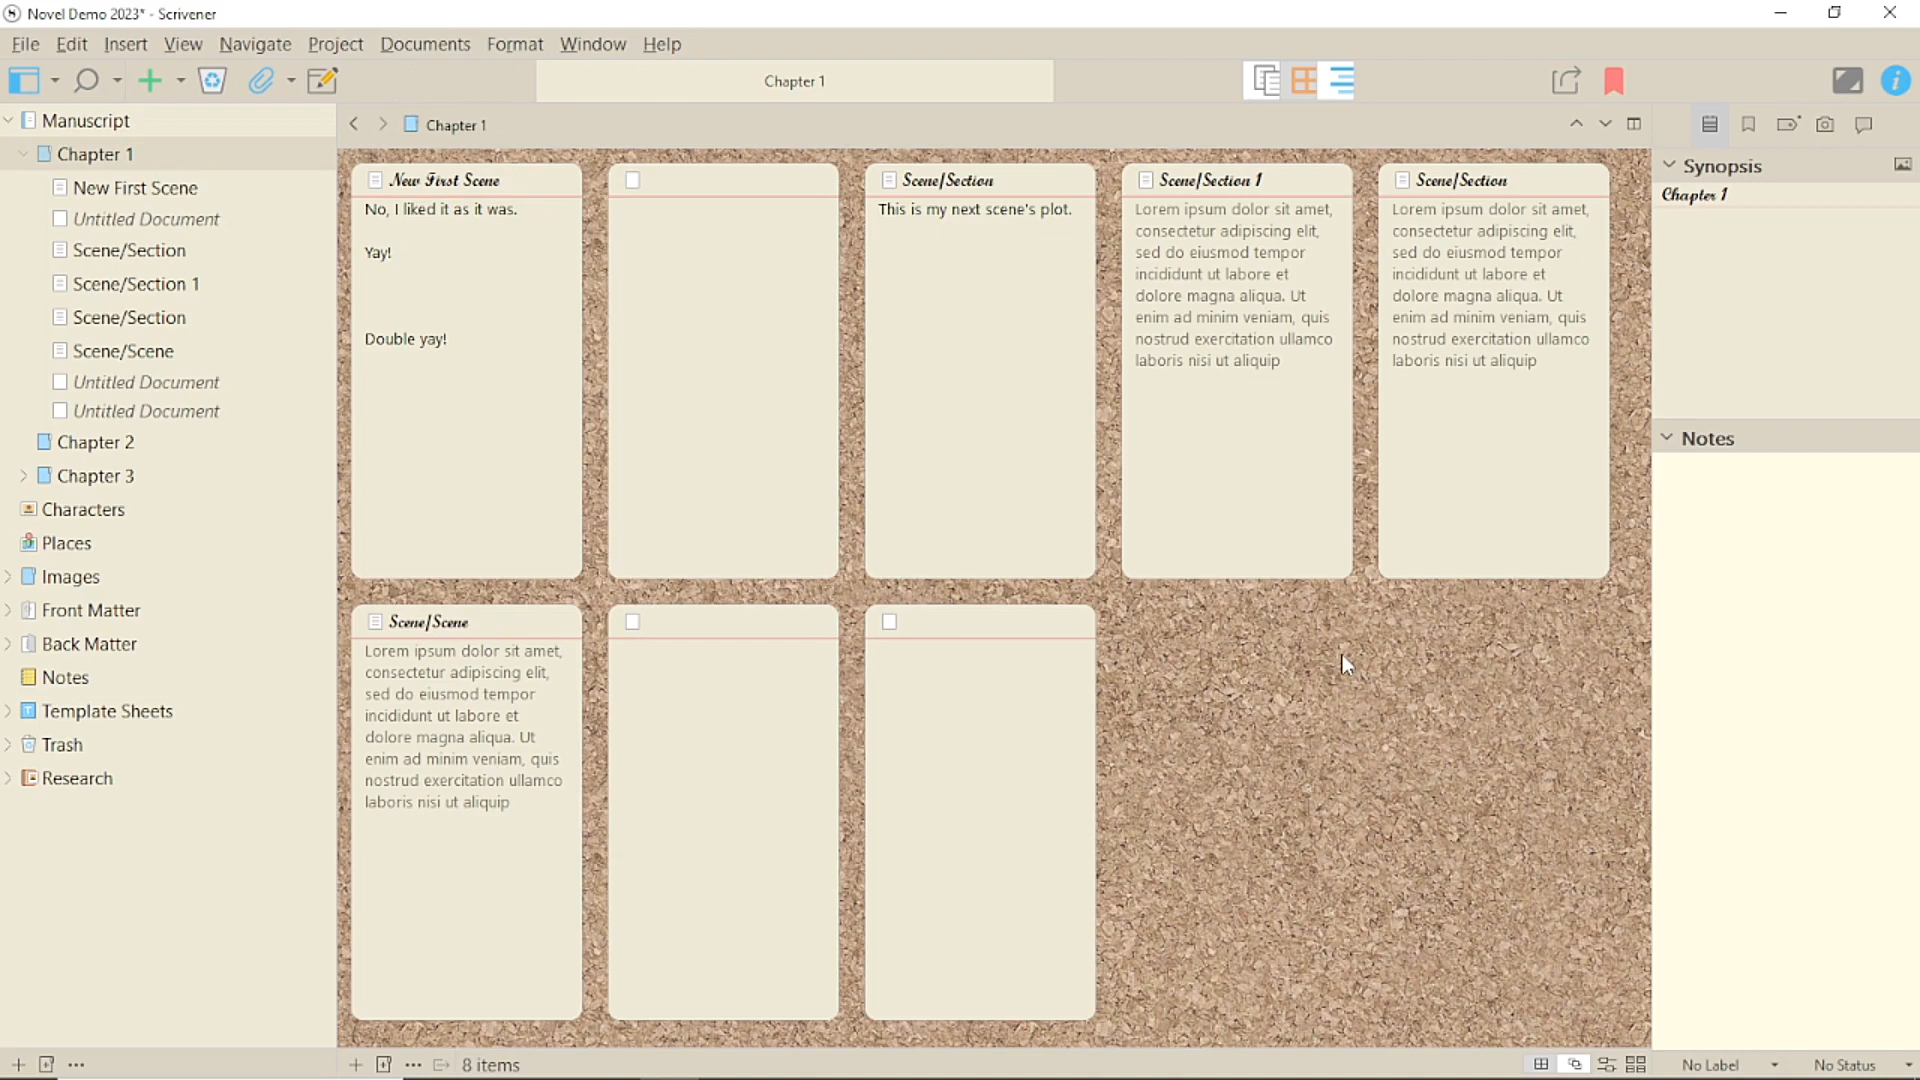 Novel Demo 2023* - Scrivener
File Edit Insert View Navigate Project Documents Format Window Help
Chapter 1
Manuscript
Chapter 1
New First Scene
Untitled Document
Scene/Section
Scene/Section 1
Scene/Section
Scene/Scene
Untitled Document
Untitled Document
Chapter 2
Chapter 3
Characters
Places
Images
Front Matter
Back Matter
Notes
Template Sheets
Trash
Research
Chapter 1
New First Scene
No, I liked it as it was.
Yay!
Double yay!
Scene/Section
This is my next scene's plot.
Scene/Section 1
Lorem ipsum dolor sit amet,
consectetur adipiscing elit,
sed do eiusmod tempor
incididunt ut labore et
dolore magna aliqua. Ut
enim ad minim veniam, quis
nostrud exercitation ullamco
laboris nisi ut aliquip
Scene/Section
Lorem ipsum dolor sit amet,
consectetur adipiscing elit,
sed do eiusmod tempor
incididunt ut labore et
dolore magna aliqua. Ut
enim ad minim veniam, quis
nostrud exercitation ullamco
laboris nisi ut aliquip
Scene/Scene
Lorem ipsum dolor sit amet,
consectetur adipiscing elit,
sed do eiusmod tempor
incididunt ut labore et
dolore magna aliqua. Ut
enim ad minim veniam, quis
nostrud exercitation ullamco
laboris nisi ut aliquip
8 items
Synopsis
Chapter 1
Notes
No Label
No Status